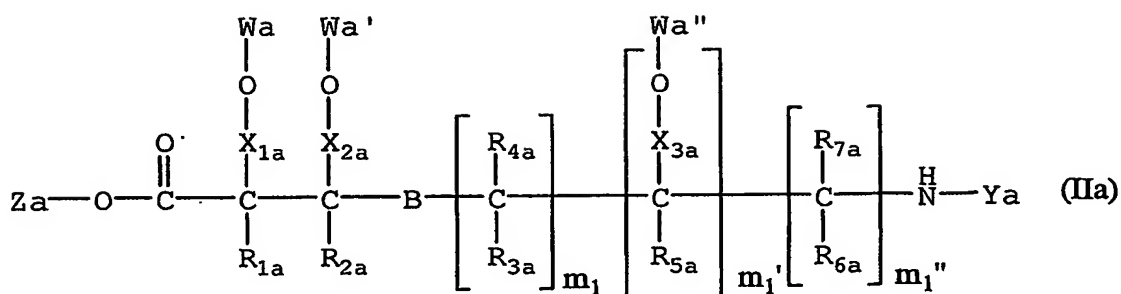 Wa Wa' Wa"
O O O
O X1a X2a R4a X3a R7a H
Za—O—C—C—C—B—C—C—C—N—Ya (IIa)
R1a R2a R3a m1 R5a m1' R6a m1"